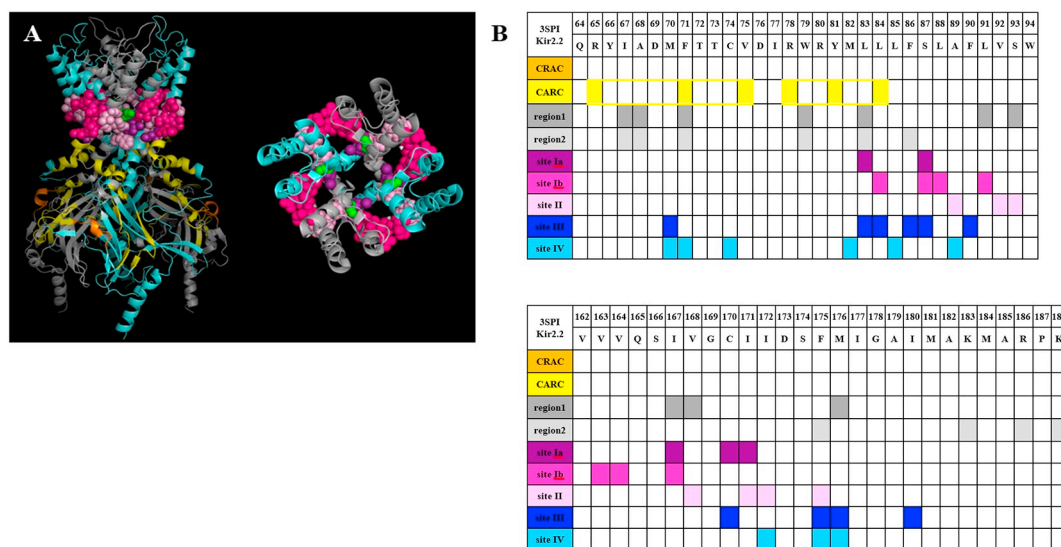 A
B
3SPI
Kir2.2
64 65 66 67 68 69 70 71 72 73 74 75 76 77 78 79 80 81 82 83 84 85 86 87 88 89 90 91 92 93 94
Q R Y I A D M F T T C V D I R W R Y M L L L F S L A F L V S W
CRAC
CARC
region1
region2
site Ia
site Ib
site II
site III
site IV
3SPI
Kir2.2
162 163 164 165 166 167 168 169 170 171 172 173 174 175 176 177 178 179 180 181 182 183 184 185 186 187
V V V Q S I V G C I I D S F M I G A I M A K M A R P K
CRAC
CARC
region1
region2
site Ia
site Ib
site II
site III
site IV